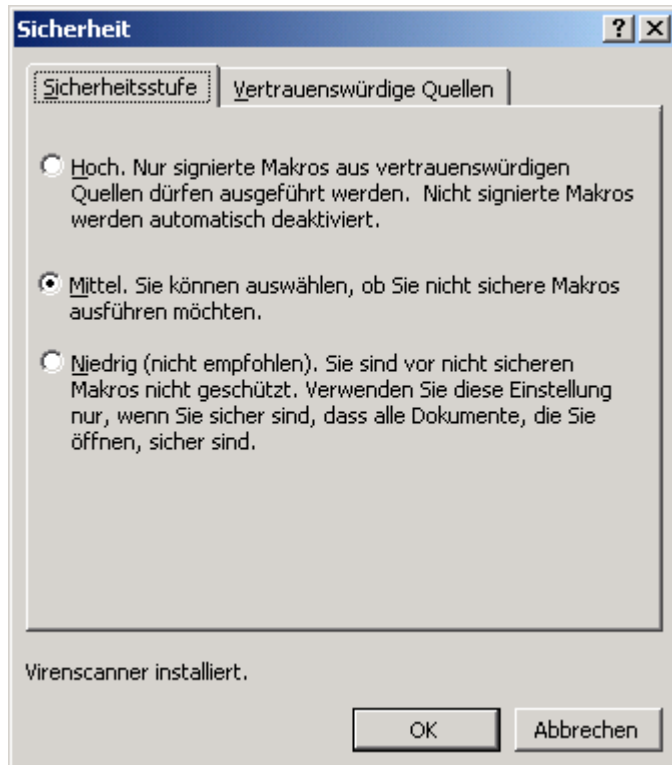 Sicherheit
Sicherheitsstufe Vertrauenswürdige Quellen
Hoch. Nur signierte Makros aus vertrauenswürdigen
Quellen dürfen ausgeführt werden.  Nicht signierte Makros
werden automatisch deaktiviert.
Mittel. Sie können auswählen, ob Sie nicht sichere Makros
ausführen möchten.
Niedrig (nicht empfohlen). Sie sind vor nicht sicheren
Makros nicht geschützt. Verwenden Sie diese Einstellung
nur, wenn Sie sicher sind, dass alle Dokumente, die Sie
öffnen, sicher sind.
Virenscanner installiert.
OK Abbrechen